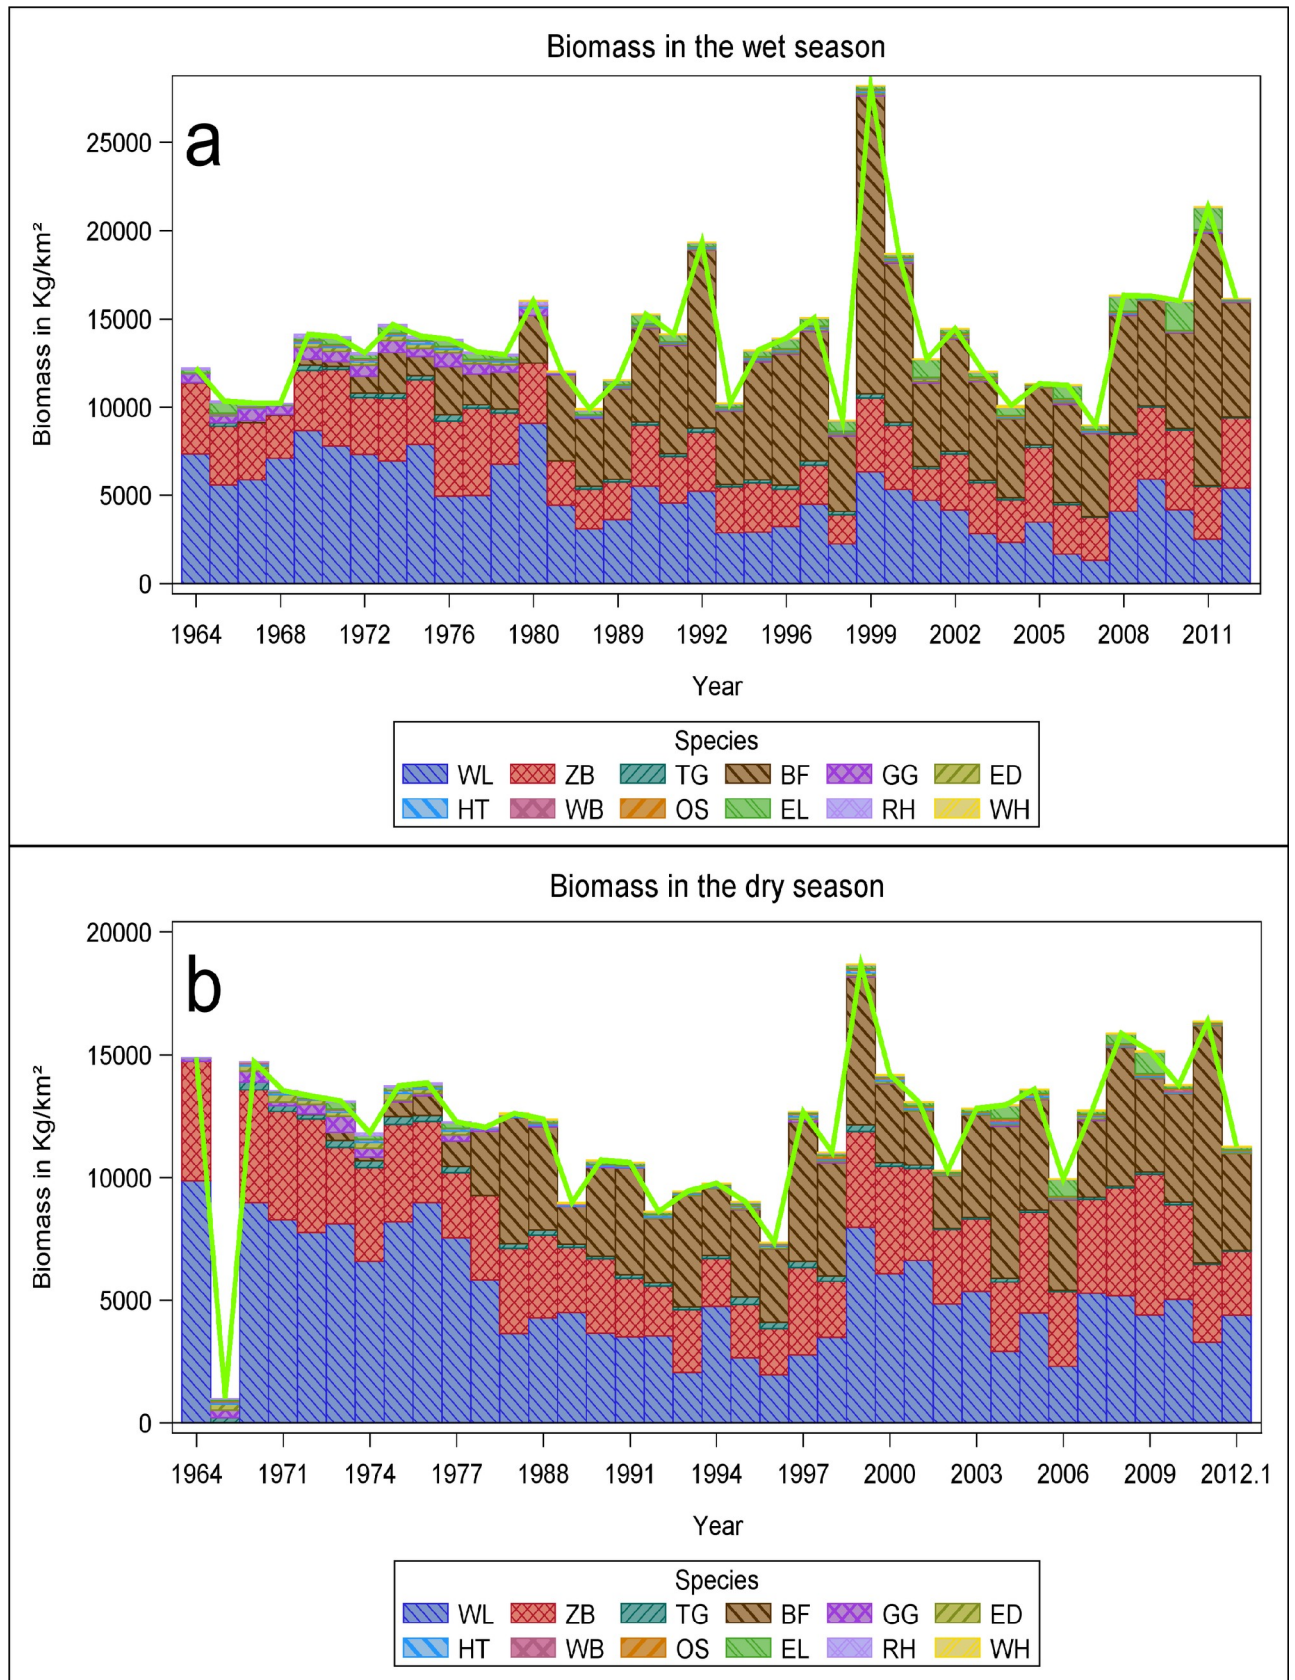 Biomass in the wet season
a
Biomass in Kg/km²
25000
20000
15000
10000
5000
0
1964 1968 1972 1976 1980 1989 1992 1996 1999 2002 2005 2008 2011
Year
Species
WL ZB TG BF GG ED
HT WB OS EL RH WH
Biomass in the dry season
b
Biomass in Kg/km²
20000
15000
10000
5000
0
1964 1971 1974 1977 1988 1991 1994 1997 2000 2003 2006 2009 2012.1
Year
Species
WL ZB TG BF GG ED
HT WB OS EL RH WH